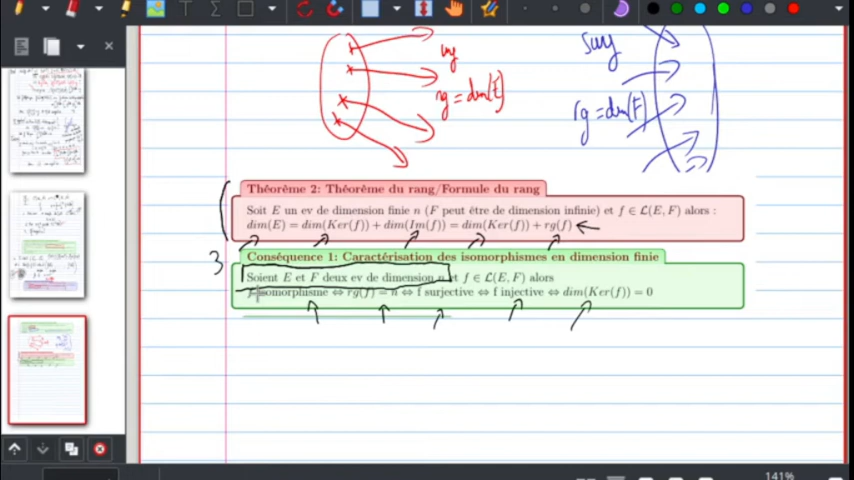 inj
surj
rg = dim(E)
rg = dim(F)
Théorème 2: Théorème du rang/Formule du rang
Soit E un ev de dimension finie n (F peut être de dimension infinie) et f ∈ L(E, F) alors :
dim(E) = dim(Ker(f)) + dim(Im(f)) = dim(Ker(f)) + rg(f)
3
Conséquence 1: Caractérisation des isomorphismes en dimension finie
Soient E et F deux ev de dimension n et f ∈ L(E, F) alors
f isomorphisme ⇔ rg(f) = n ⇔ f surjective ⇔ f injective ⇔ dim(Ker(f)) = 0
141%